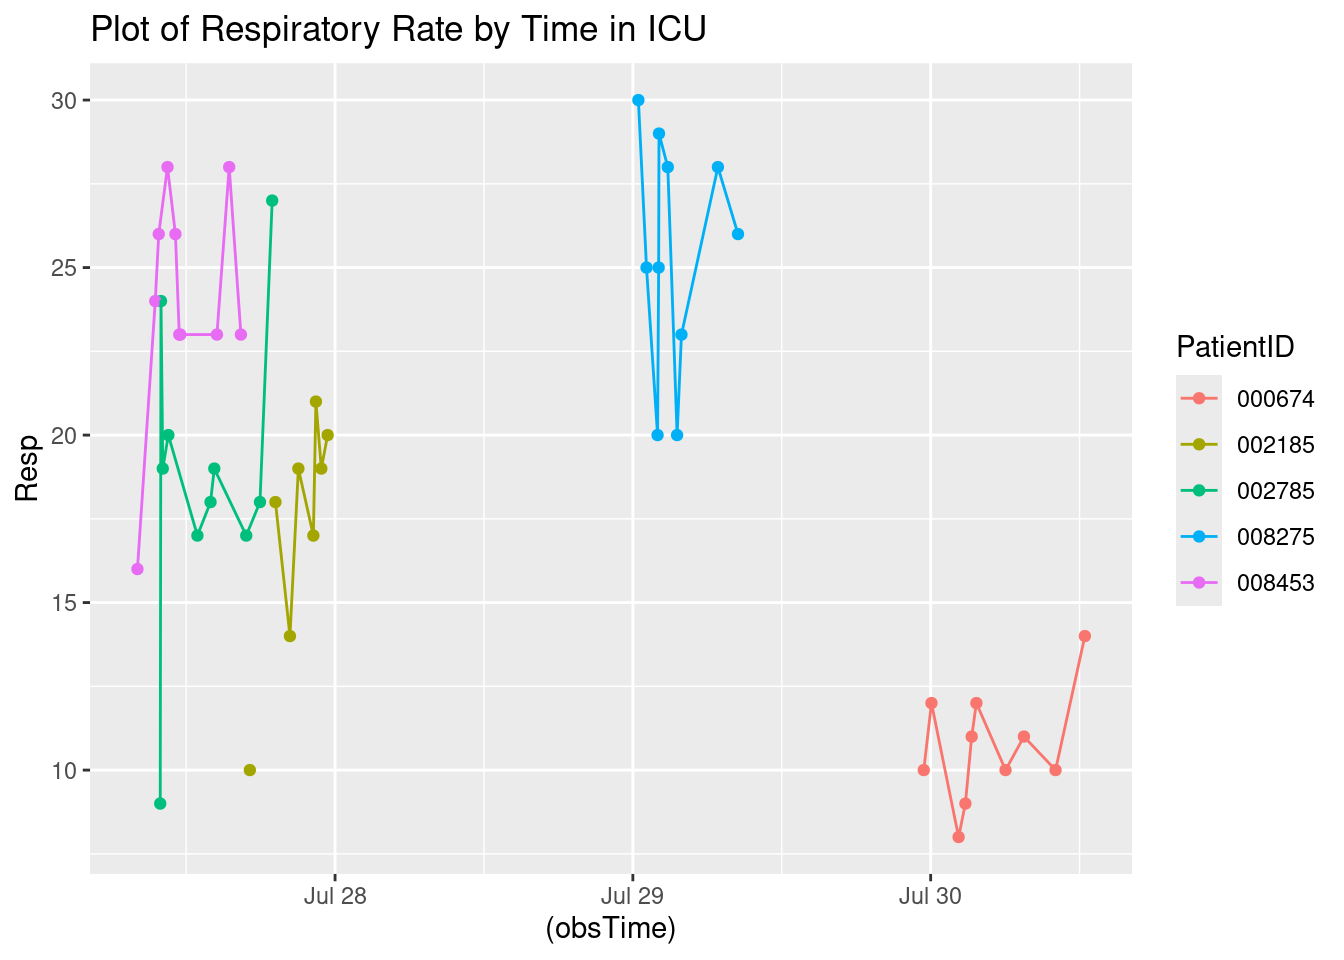 Plot of Respiratory Rate by Time in ICU
30
25
20
15
10
Resp
Jul 28
Jul 29
Jul 30
(obsTime)
PatientID
000674
002185
002785
008275
008453